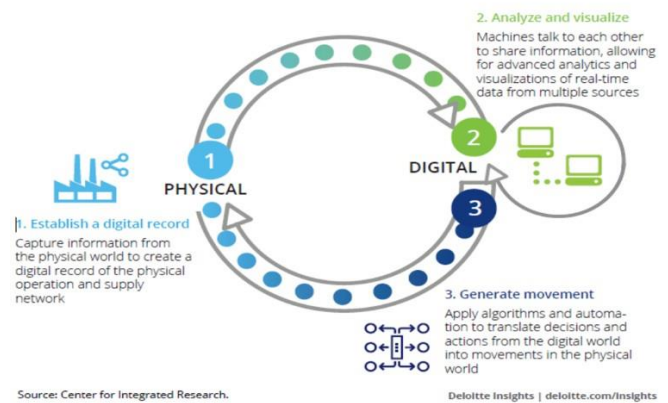 2. Analyze and visualize
Machines talk to each other
to share information, allowing
for advanced analytics and
visualizations of real-time
data from multiple sources
1
PHYSICAL
2
DIGITAL
3
1. Establish a digital record
Capture information from
the physical world to create a
digital record of the physical
operation and supply
network
3. Generate movement
Apply algorithms and automa-
tion to translate decisions and
actions from the digital world
into movements in the physical
world
Source: Center for Integrated Research.
Deloitte Insights | deloitte.com/Insights